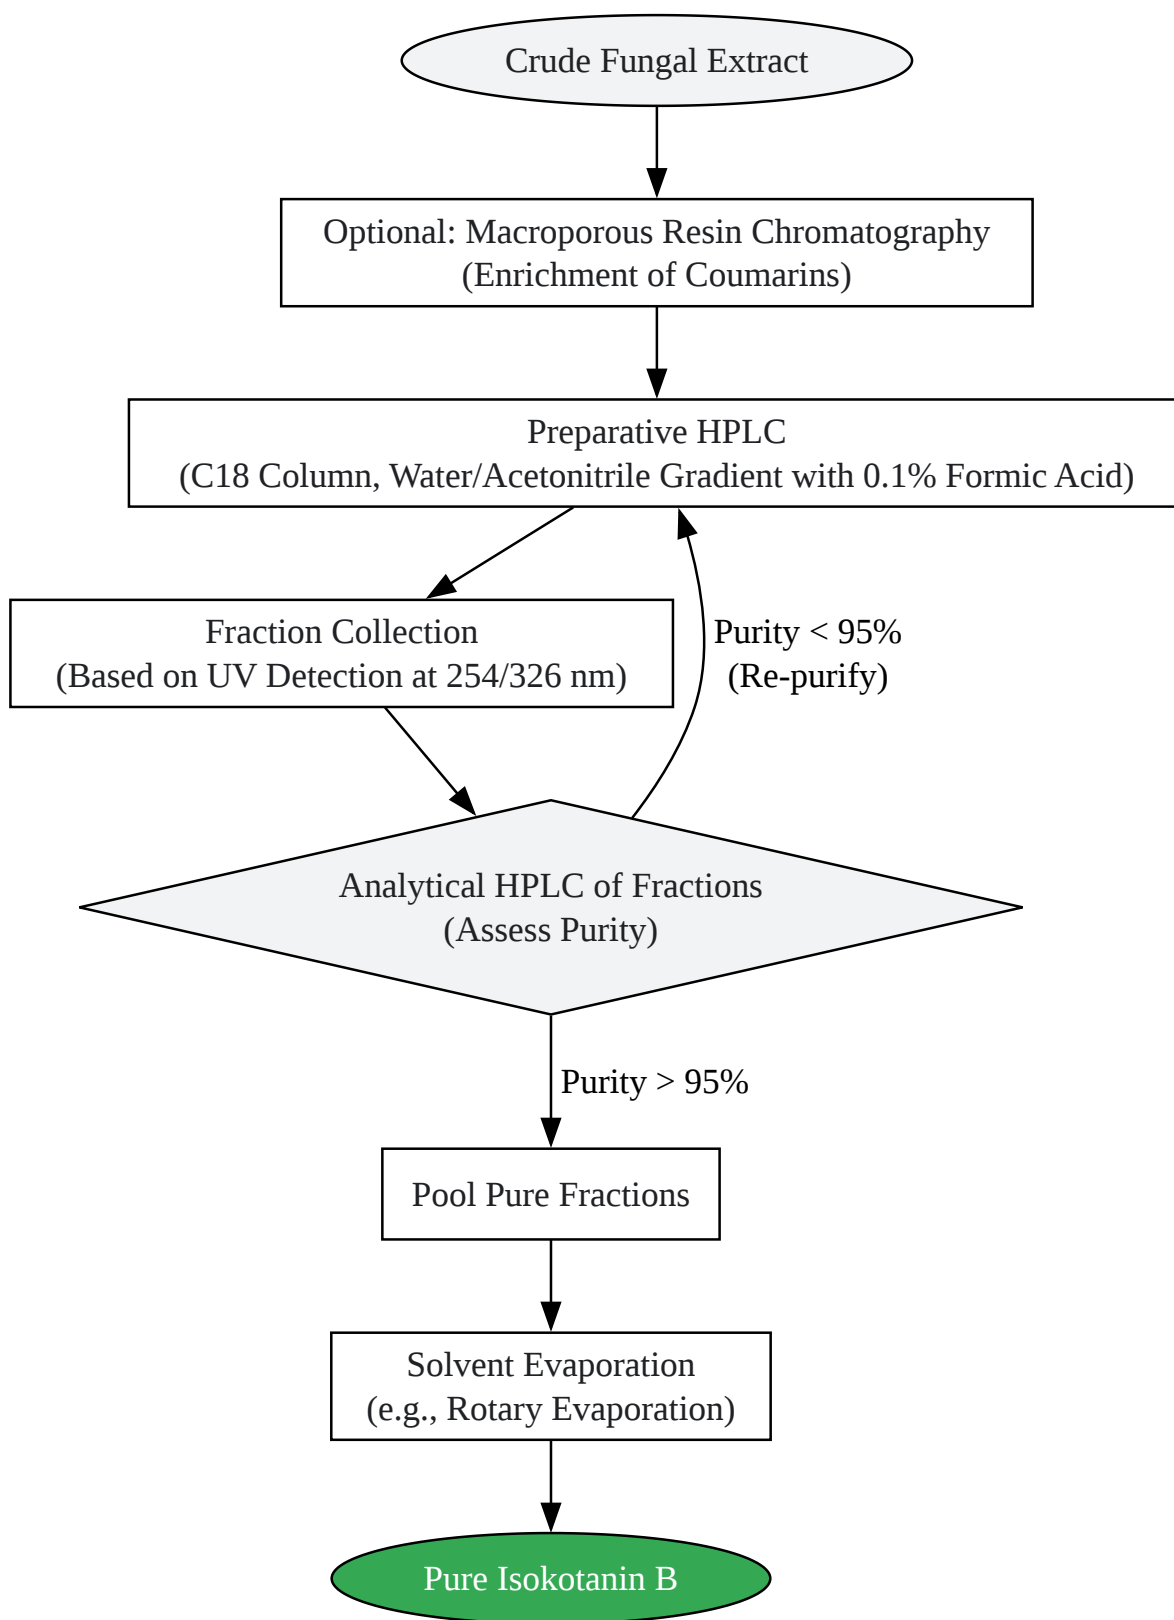 Crude Fungal Extract
Optional: Macroporous Resin Chromatography
(Enrichment of Coumarins)
Preparative HPLC
(C18 Column, Water/Acetonitrile Gradient with 0.1% Formic Acid)
Fraction Collection
(Based on UV Detection at 254/326 nm)
Purity < 95%
(Re-purify)
Analytical HPLC of Fractions
(Assess Purity)
Purity > 95%
Pool Pure Fractions
Solvent Evaporation
(e.g., Rotary Evaporation)
Pure Isokotanin B